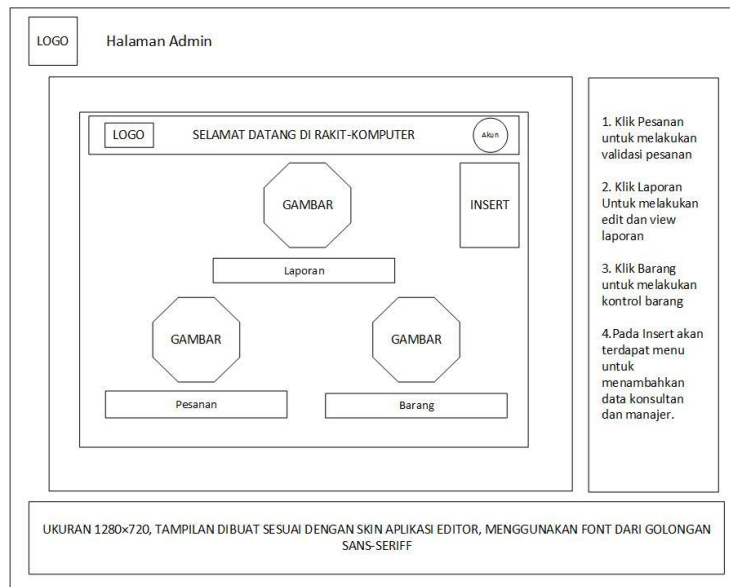 LOGO
Halaman Admin
LOGO
SELAMAT DATANG DI RAKIT-KOMPUTER
Akun
GAMBAR
INSERT
Laporan
GAMBAR
GAMBAR
Pesanan
Barang
1. Klik Pesanan
untuk melakukan
validasi pesanan
2. Klik Laporan
Untuk melakukan
edit dan view
laporan
3. Klik Barang
untuk melakukan
kontrol barang
4.Pada Insert akan
terdapat menu
untuk
menambahkan
data konsultan
dan manajer.
UKURAN 1280×720, TAMPILAN DIBUAT SESUAI DENGAN SKIN APLIKASI EDITOR, MENGGUNAKAN FONT DARI GOLONGAN
SANS-SERIFF